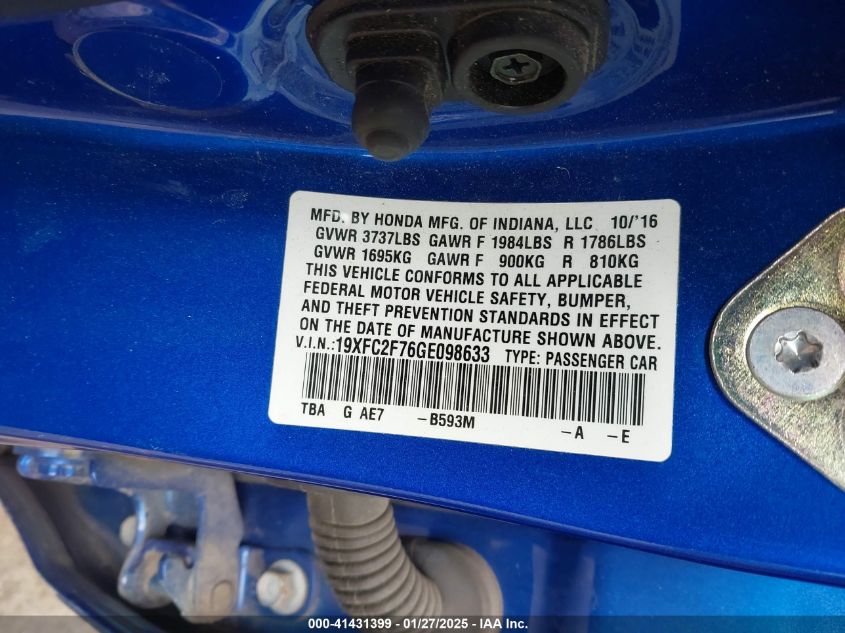 MFD. BY HONDA MFG. OF INDIANA, LLC 10/'16
GVWR 3737LBS GAWR F 1984LBS R 1786LBS
GVWR 1695KG GAWR F 900KG R 810KG
THIS VEHICLE CONFORMS TO ALL APPLICABLE
FEDERAL MOTOR VEHICLE SAFETY, BUMPER,
AND THEFT PREVENTION STANDARDS IN EFFECT
ON THE DATE OF MANUFACTURE SHOWN ABOVE.
V.I.N.:19XFC2F76GE098633 TYPE: PASSENGER CAR
TBA G AE7 -B593M -A -E
000-41431399 | 01/27/2025 | © IAA Inc.